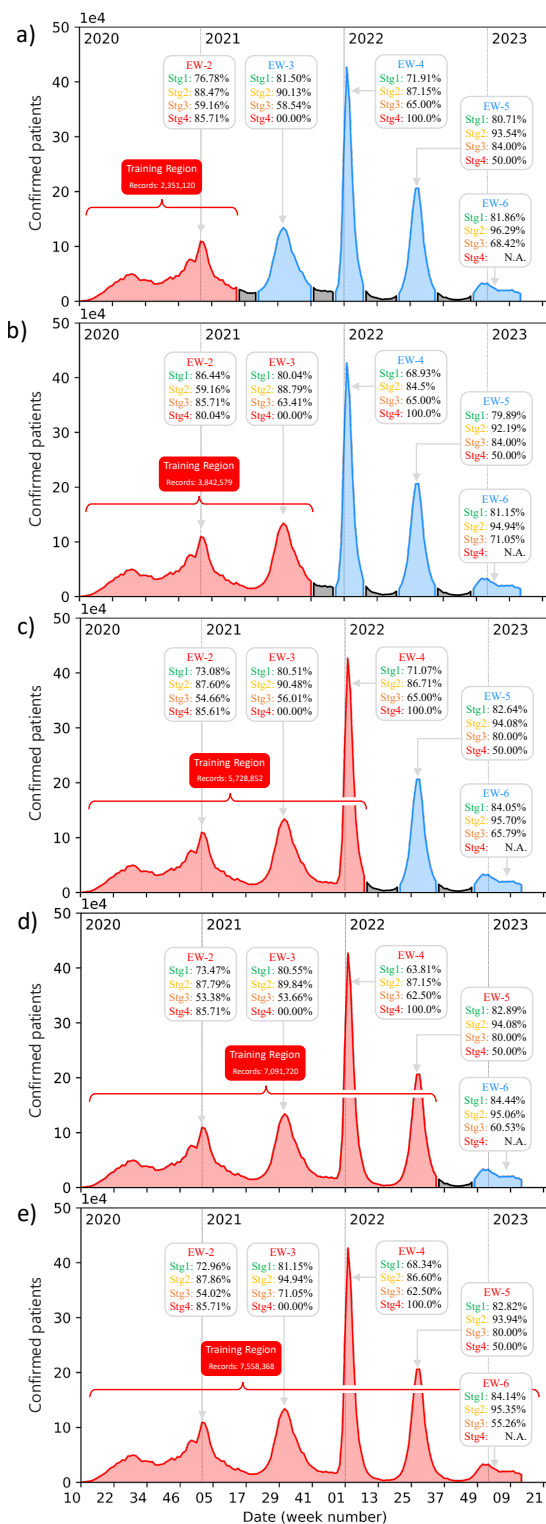 a)
1e4
2020
2021
2022
2023
50
40
30
20
10
0
Confirmed patients
Training Region
Records: 2,351,120
EW-2
Stg1: 76.78%
Stg2: 88.47%
Stg3: 59.16%
Stg4: 85.71%
EW-3
Stg1: 81.50%
Stg2: 90.13%
Stg3: 58.54%
Stg4: 00.00%
EW-4
Stg1: 71.91%
Stg2: 87.15%
Stg3: 65.00%
Stg4: 100.0%
EW-5
Stg1: 80.71%
Stg2: 93.54%
Stg3: 84.00%
Stg4: 50.00%
EW-6
Stg1: 81.86%
Stg2: 96.29%
Stg3: 68.42%
Stg4: N.A.
b)
1e4
2020
2021
2022
2023
50
40
30
20
10
0
Confirmed patients
Training Region
Records: 3,842,579
EW-2
Stg1: 86.44%
Stg2: 59.16%
Stg3: 85.71%
Stg4: 80.04%
EW-3
Stg1: 80.04%
Stg2: 88.79%
Stg3: 63.41%
Stg4: 00.00%
EW-4
Stg1: 68.93%
Stg2: 84.5%
Stg3: 65.00%
Stg4: 100.0%
EW-5
Stg1: 79.89%
Stg2: 92.19%
Stg3: 84.00%
Stg4: 50.00%
EW-6
Stg1: 81.15%
Stg2: 94.94%
Stg3: 71.05%
Stg4: N.A.
c)
1e4
2020
2021
2022
2023
50
40
30
20
10
0
Confirmed patients
Training Region
Records: 5,728,852
EW-2
Stg1: 73.08%
Stg2: 87.60%
Stg3: 54.66%
Stg4: 85.61%
EW-3
Stg1: 80.51%
Stg2: 90.48%
Stg3: 56.01%
Stg4: 00.00%
EW-4
Stg1: 71.07%
Stg2: 86.71%
Stg3: 65.00%
Stg4: 100.0%
EW-5
Stg1: 82.64%
Stg2: 94.08%
Stg3: 80.00%
Stg4: 50.00%
EW-6
Stg1: 84.05%
Stg2: 95.70%
Stg3: 65.79%
Stg4: N.A.
d)
1e4
2020
2021
2022
2023
50
40
30
20
10
0
Confirmed patients
Training Region
Records: 7,091,720
EW-2
Stg1: 73.47%
Stg2: 87.79%
Stg3: 53.38%
Stg4: 85.71%
EW-3
Stg1: 80.55%
Stg2: 89.84%
Stg3: 53.66%
Stg4: 00.00%
EW-4
Stg1: 63.81%
Stg2: 87.15%
Stg3: 62.50%
Stg4: 100.0%
EW-5
Stg1: 82.89%
Stg2: 94.08%
Stg3: 80.00%
Stg4: 50.00%
EW-6
Stg1: 84.44%
Stg2: 95.06%
Stg3: 60.53%
Stg4: N.A.
e)
1e4
2020
2021
2022
2023
50
40
30
20
10
0
Confirmed patients
Training Region
Records: 7,558,368
EW-2
Stg1: 72.96%
Stg2: 87.86%
Stg3: 54.02%
Stg4: 85.71%
EW-3
Stg1: 81.15%
Stg2: 94.94%
Stg3: 71.05%
Stg4: 00.00%
EW-4
Stg1: 68.34%
Stg2: 86.60%
Stg3: 62.50%
Stg4: 100.0%
EW-5
Stg1: 82.82%
Stg2: 93.94%
Stg3: 80.00%
Stg4: 50.00%
EW-6
Stg1: 84.14%
Stg2: 95.35%
Stg3: 55.26%
Stg4: N.A.
10 22 34 46 05 17 29 41 01 13 25 37 49 09 21
Date (week number)